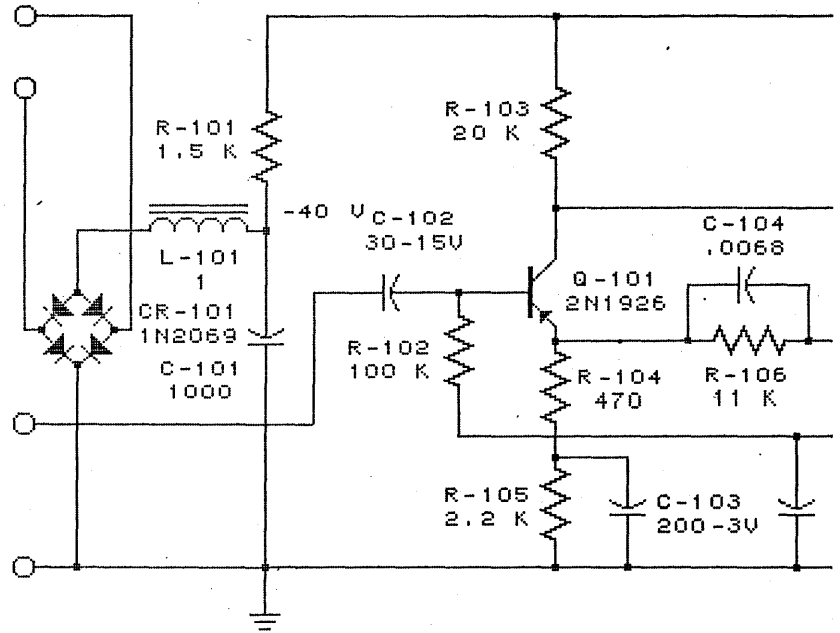 R-101
1.5 K
R-103
20 K
-40 V
C-102
30-15V
C-104
.0068
L-101
1
Q-101
2N1926
CR-101
1N2069
C-101
1000
R-102
100 K
R-104
470
R-106
11 K
R-105
2.2 K
C-103
200-3V